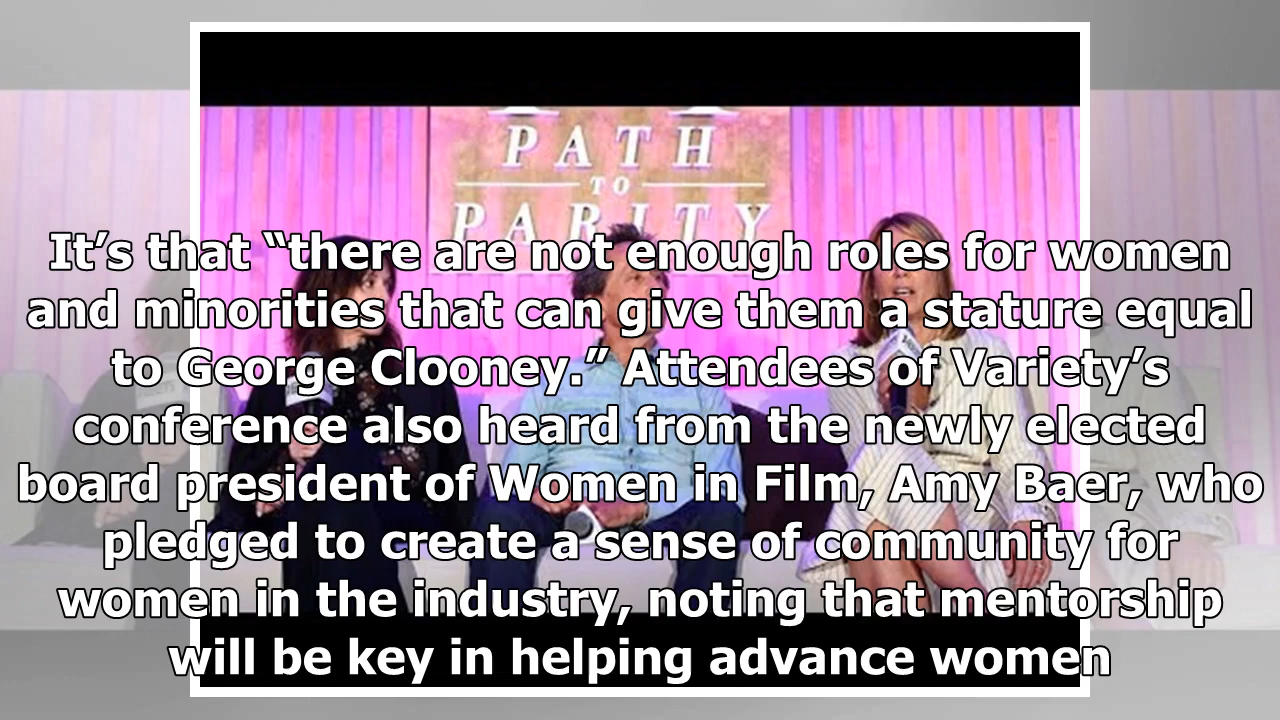 PATH
TO
PARITY
It’s that “there are not enough roles for women
and minorities that can give them a stature equal
to George Clooney.” Attendees of Variety’s
conference also heard from the newly elected
board president of Women in Film, Amy Baer, who
pledged to create a sense of community for
women in the industry, noting that mentorship
will be key in helping advance women